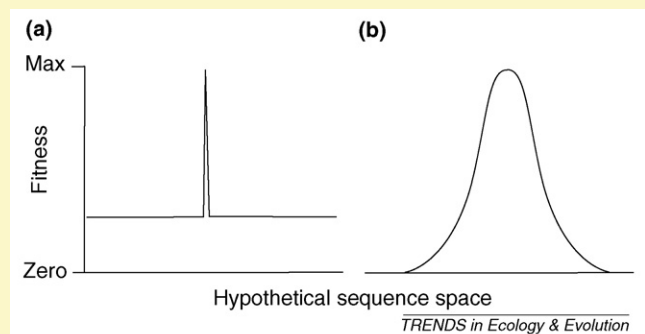 (a)
(b)
Max
Fitness
Zero
Hypothetical sequence space
TRENDS in Ecology & Evolution